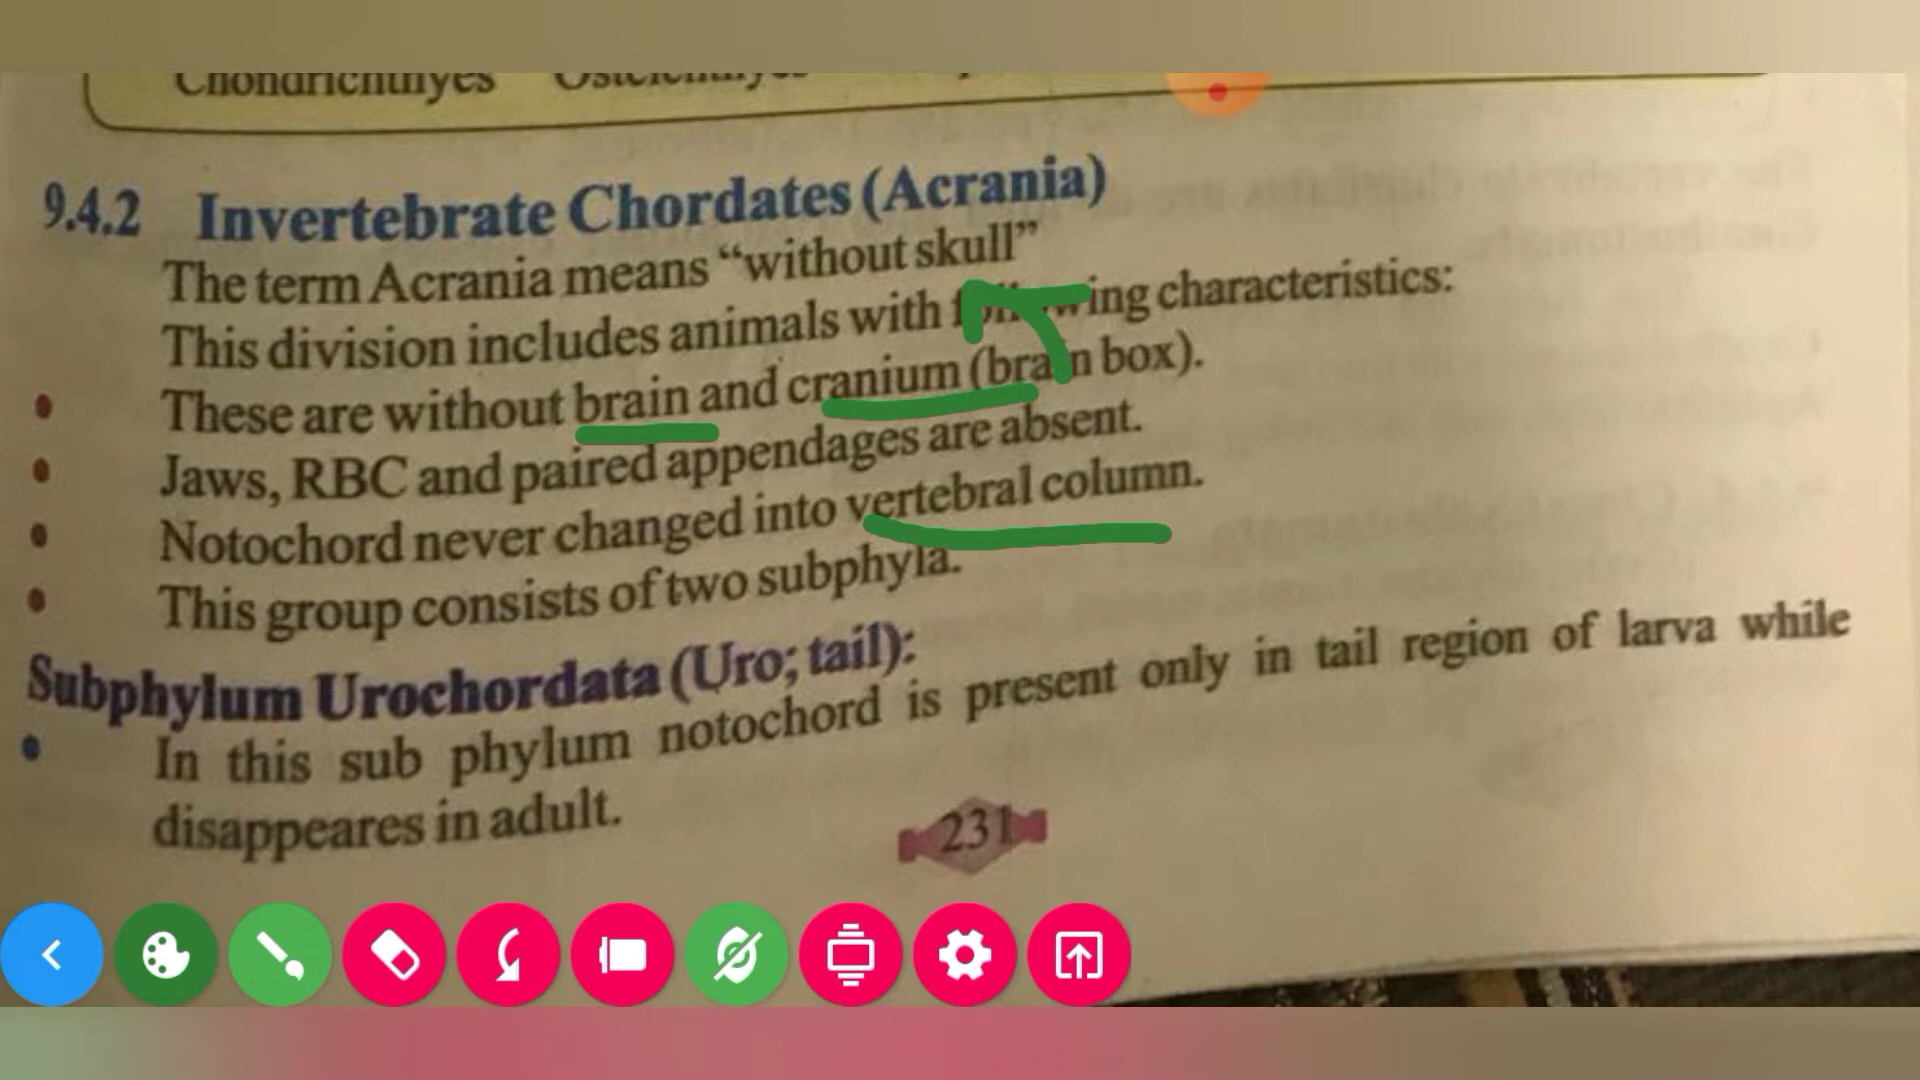 Chondrichthyes Osteichthyes
9.4.2 Invertebrate Chordates (Acrania)
The term Acrania means “without skull”
This division includes animals with following characteristics:
• These are without brain and cranium (brain box).
• Jaws, RBC and paired appendages are absent.
• Notochord never changed into vertebral column.
• This group consists of two subphyla.
Subphylum Urochordata (Uro; tail):
• In this sub phylum notochord is present only in tail region of larva while
disappeares in adult.
231